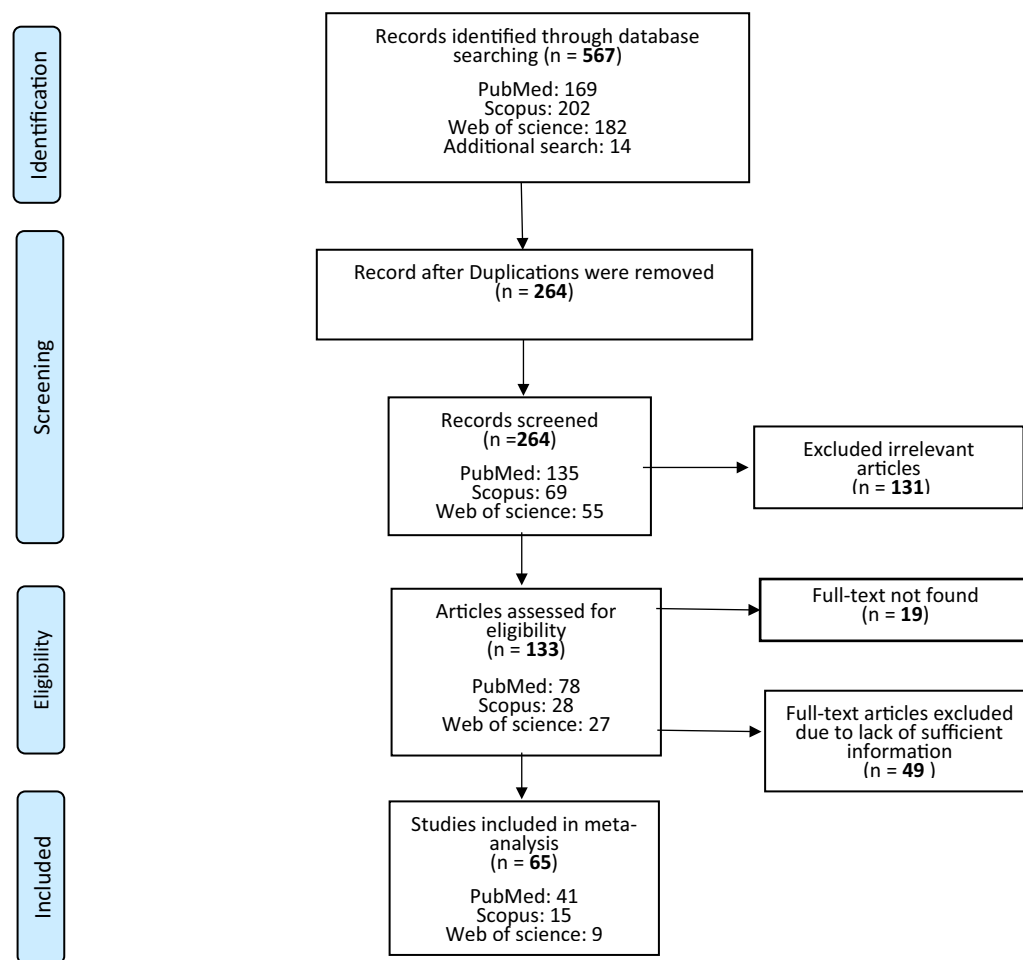 Identification
Records identified through database
searching (n = 567)
PubMed: 169
Scopus: 202
Web of science: 182
Additional search: 14
Screening
Record after Duplications were removed
(n = 264)
Records screened
(n =264)
PubMed: 135
Scopus: 69
Web of science: 55
Excluded irrelevant
articles
(n = 131)
Eligibility
Articles assessed for
eligibility
(n = 133)
PubMed: 78
Scopus: 28
Web of science: 27
Full-text not found
(n = 19)
Full-text articles excluded
due to lack of sufficient
information
(n = 49 )
Included
Studies included in meta-
analysis
(n = 65)
PubMed: 41
Scopus: 15
Web of science: 9